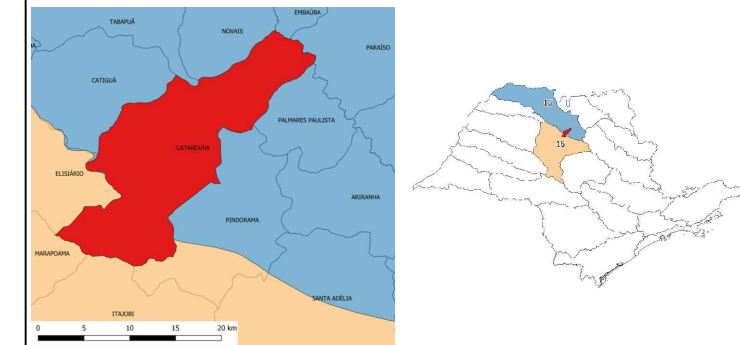 EMBAÚBA
TABAPUÃ
NOVAIS
PARAÍSO
CATIGUÁ
PALMARES PAULISTA
CATANDUVA
ELISIÁRIO
ARIRANHA
PINDORAMA
MARAPOAMA
SANTA ADÉLIA
ITAJOBI
0 5 10 15 20 km
16